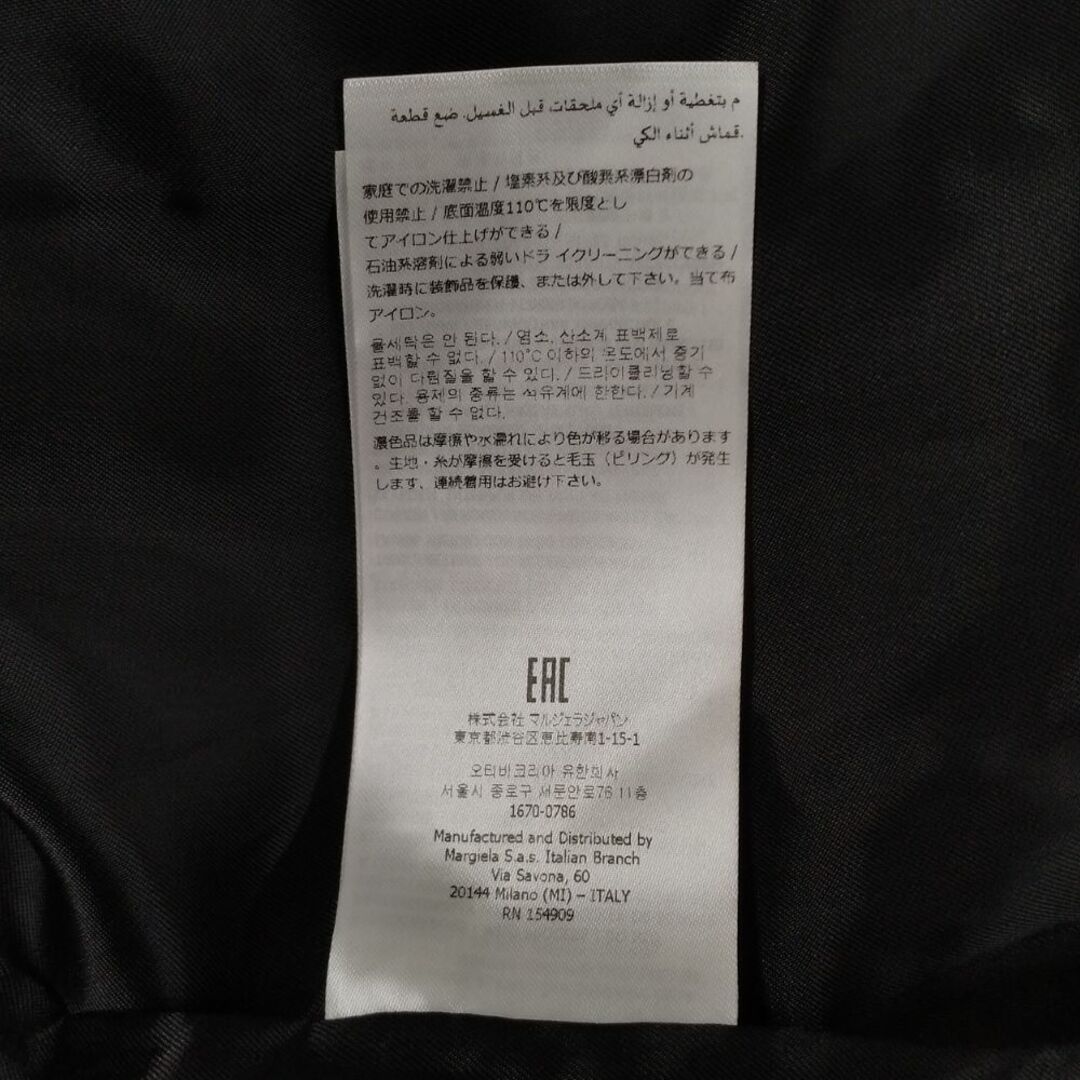 م بتغطية أو إزالة أي ملحقات، قبل الغسيل. ضع قطعة
قماش أثناء الكي.
家庭での洗濯禁止 / 塩素系及び酸素系漂白剤の
使用禁止 / 底面温度110℃を限度とし
てアイロン仕上げができる /
石油系溶剤による弱いドラ イクリーニングができる /
洗濯時に装飾品を保護、または外して下さい。当て布
アイロン。
물세탁은 안 된다. / 염소, 산소계 표백제로
표백할 수 없다. / 110°C 이하의 온도에서 증기
없이 다림질을 할 수 있다. / 드라이클리닝할 수
있다. 용제의 종류는 석유계에 한한다. / 기계
건조를 할 수 없다.
濃色品は摩擦や水濡れにより色が移る場合があります
。生地・糸が摩擦を受けると毛玉（ピリング）が発生
します、連続着用はお避け下さい。
EAC
株式会社 マルジェラジャパン
東京都渋谷区恵比寿南1-15-1
오티비코리아 유한회사
서울시 종로구 새문안로76 11층
1670-0786
Manufactured and Distributed by
Margiela S.a.s. Italian Branch
Via Savona, 60
20144 Milano (MI) – ITALY
RN 154909